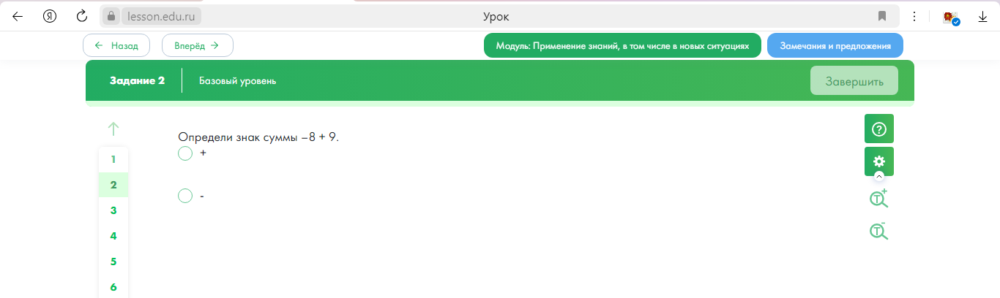 Я lesson.edu.ru Урок
Назад Вперёд Модуль: Применение знаний, в том числе в новых ситуациях Замечания и предложения
Задание 2 Базовый уровень Завершить
Определи знак суммы –8 + 9.
+
-
1
2
3
4
5
6
?
T+
T-